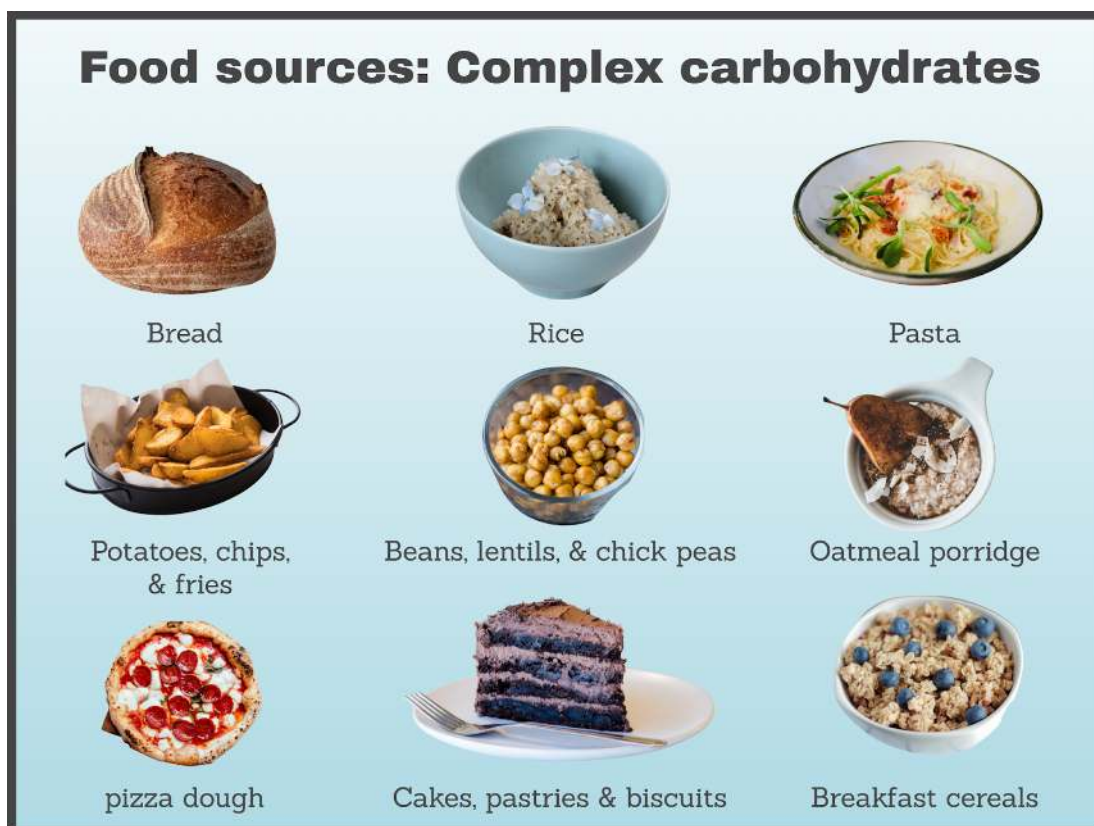 Food sources: Complex carbohydrates
Bread
Rice
Pasta
Potatoes, chips,
& fries
Beans, lentils, & chick peas
Oatmeal porridge
pizza dough
Cakes, pastries & biscuits
Breakfast cereals